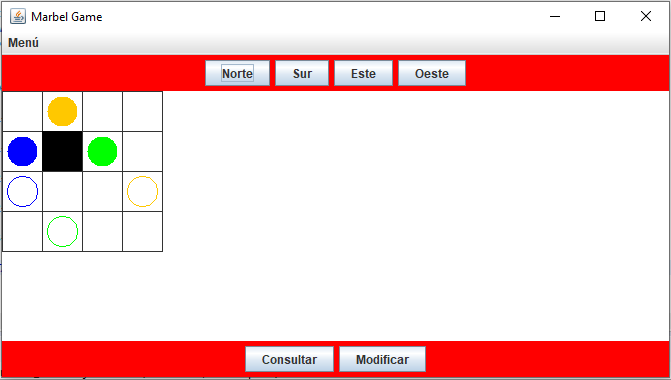 Marbel Game
Menú
Norte Sur Este Oeste
Consultar Modificar